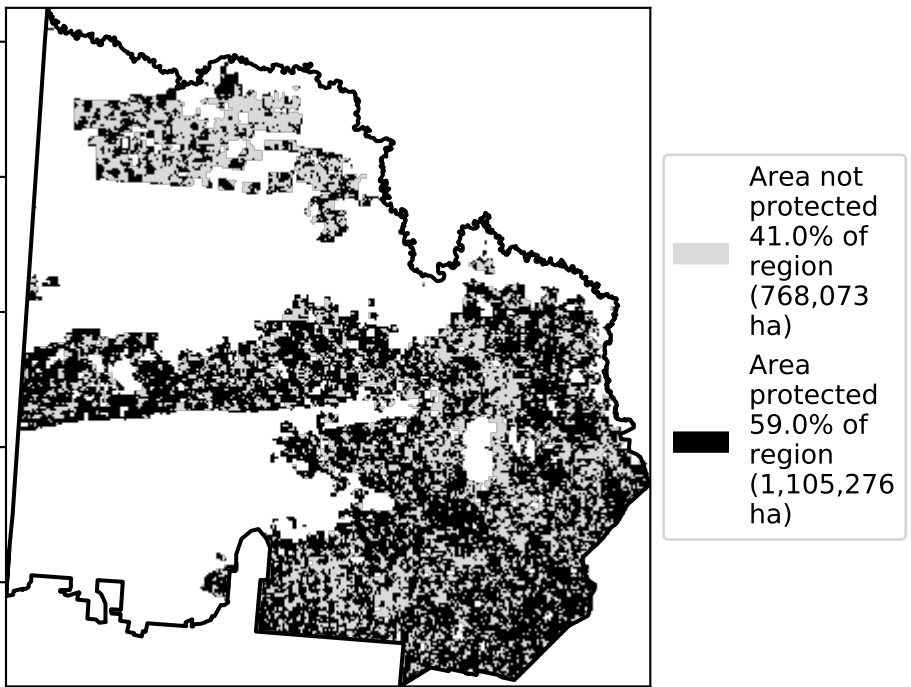 Area not
protected
41.0% of
region
(768,073
ha)
Area
protected
59.0% of
region
(1,105,276
ha)